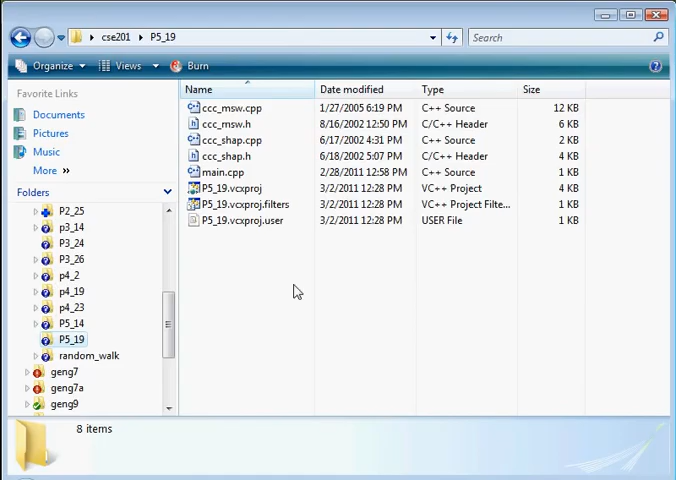 cse201 P5_19 Search
Organize Views Burn
Favorite Links
Documents
Pictures
Music
More »
Folders
P2_25
p3_14
P3_24
P3_26
p4_2
p4_19
p4_23
P5_14
P5_19
random_walk
geng7
geng7a
geng9
Name Date modified Type Size
ccc_msw.cpp 1/27/2005 6:19 PM C++ Source 12 KB
ccc_msw.h 8/16/2002 12:50 PM C/C++ Header 6 KB
ccc_shap.cpp 6/17/2002 4:31 PM C++ Source 2 KB
ccc_shap.h 6/18/2002 5:07 PM C/C++ Header 4 KB
main.cpp 2/28/2011 12:58 PM C++ Source 1 KB
P5_19.vcxproj 3/2/2011 12:28 PM VC++ Project 4 KB
P5_19.vcxproj.filters 3/2/2011 12:28 PM VC++ Project Filte... 1 KB
P5_19.vcxproj.user 3/2/2011 12:28 PM USER File 1 KB
8 items